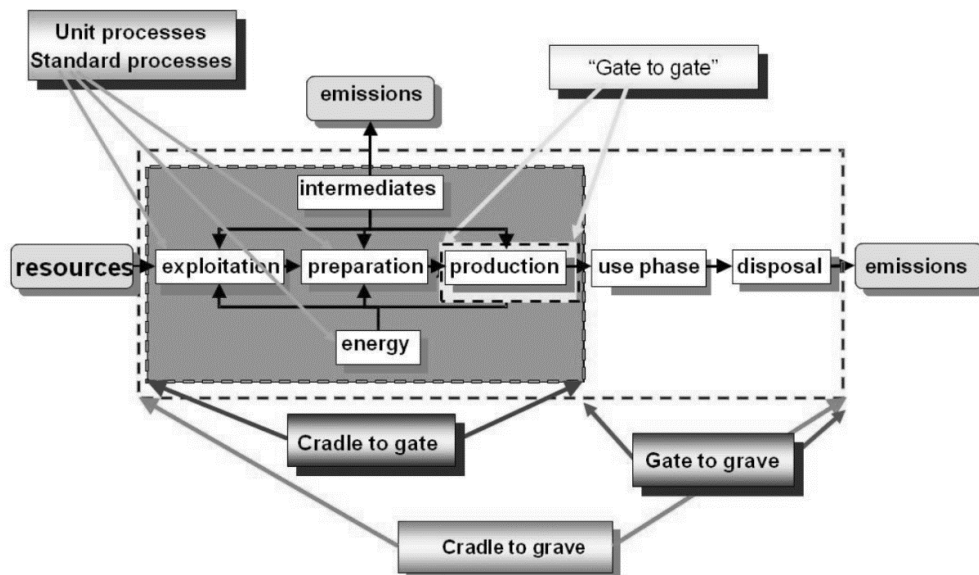 Unit processes
Standard processes
“Gate to gate”
emissions
intermediates
resources
exploitation
preparation
production
use phase
disposal
emissions
energy
Cradle to gate
Gate to grave
Cradle to grave